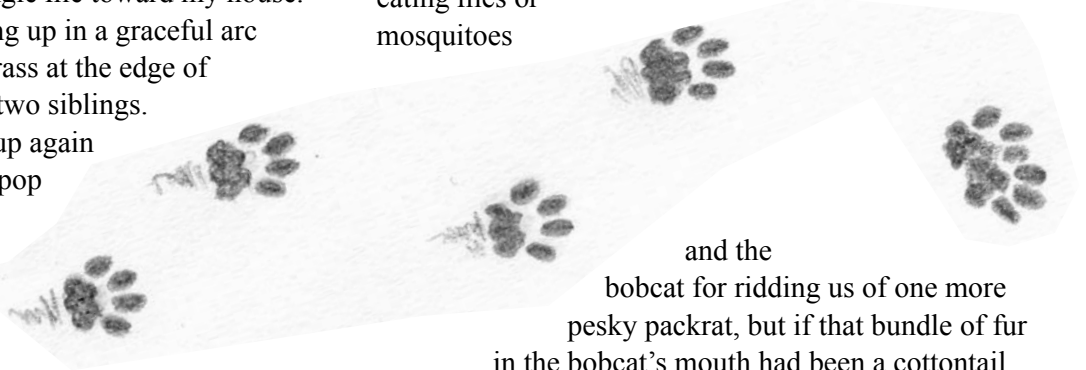 toward my house.
ng up in a graceful arc
rass at the edge of
two siblings.
up again
pop
eating flies or
mosquitoes
and the
bobcat for ridding us of one more
pesky packrat, but if that bundle of fur
in the bobcat’s mouth had been a cottontail